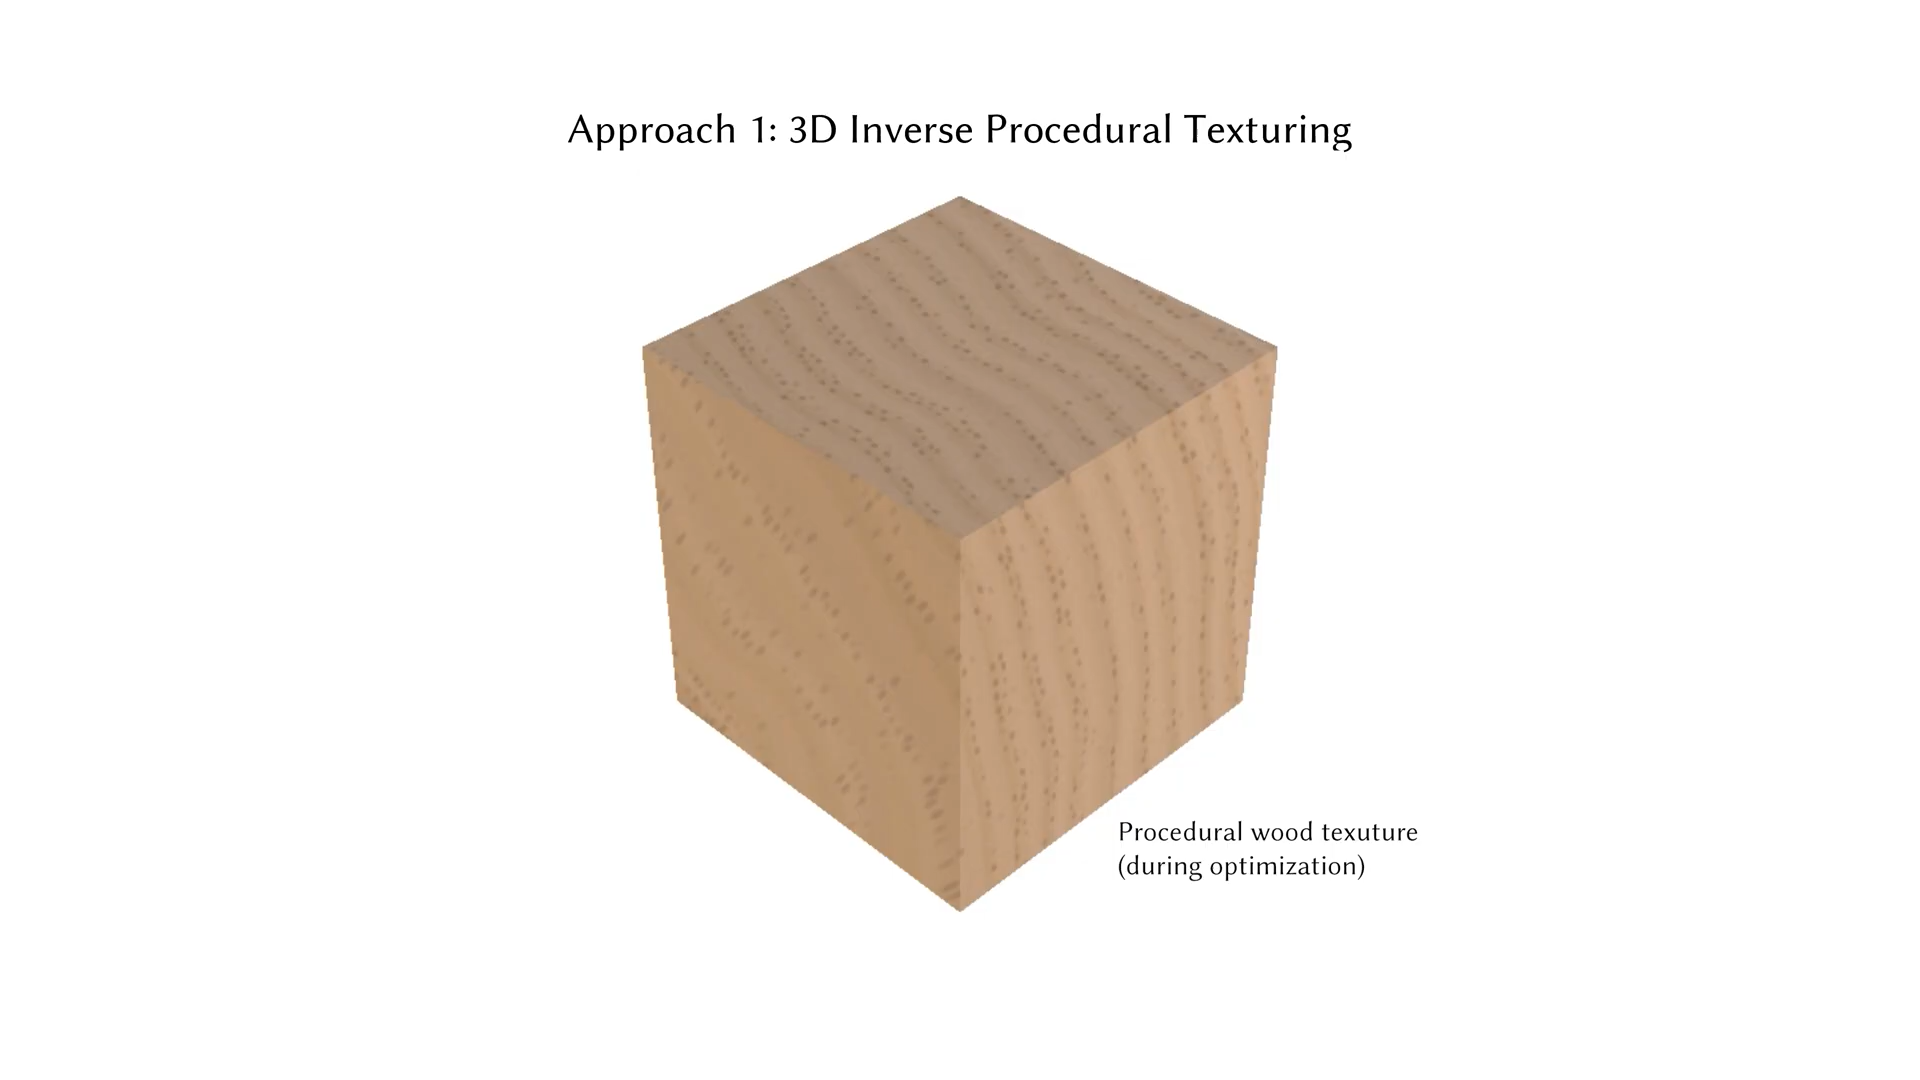 Approach 1: 3D Inverse Procedural Texturing
Procedural wood texuture
(during optimization)